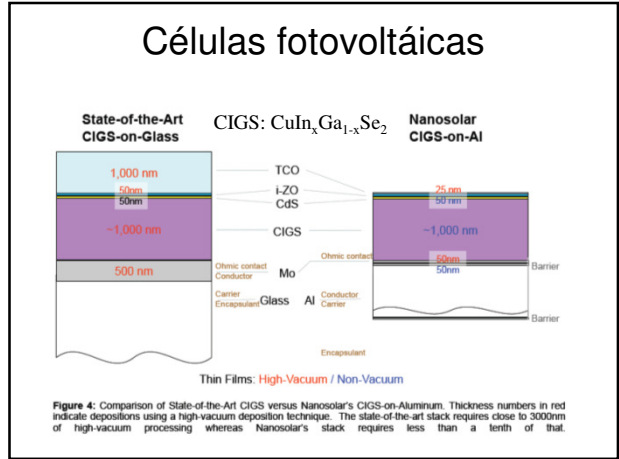 Células fotovoltáicas
State-of-the-Art
CIGS-on-Glass
CIGS: CuInxGa1-xSe2
Nanosolar
CIGS-on-Al
1,000 nm
TCO
50nm
i-ZO
25 nm
50nm
CdS
50 nm
~1,000 nm
CIGS
~1,000 nm
500 nm
Ohmic contact
Conductor
Mo
Ohmic contact
50nm
50nm
Barrier
Carrier
Encapsulant
Glass
Al
Conductor
Carrier
Barrier
Encapsulant
Thin Films: High-Vacuum / Non-Vacuum
Figure 4: Comparison of State-of-the-Art CIGS versus Nanosolar's CIGS-on-Aluminum. Thickness numbers in red
indicate depositions using a high-vacuum deposition technique. The state-of-the-art stack requires close to 3000nm
of high-vacuum processing whereas Nanosolar's stack requires less than a tenth of that.